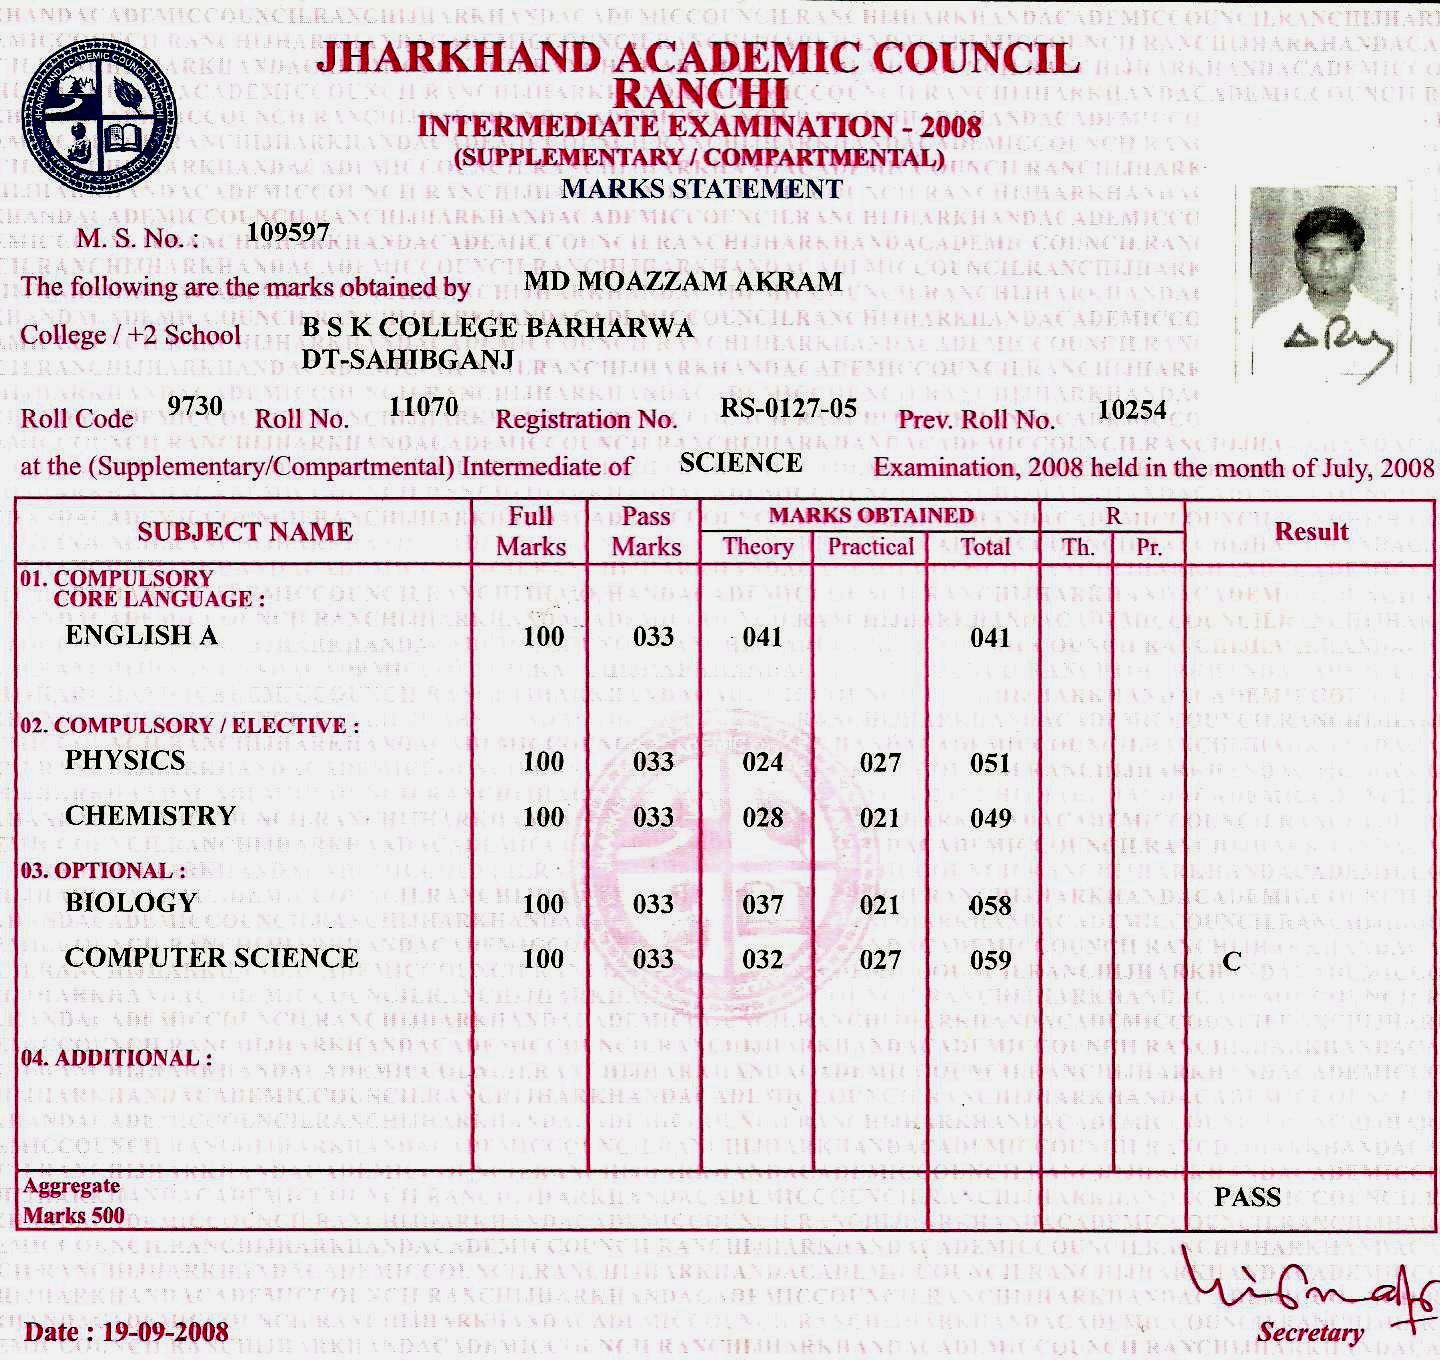 JHARKHAND ACADEMIC COUNCIL
RANCHI
INTERMEDIATE EXAMINATION - 2008
(SUPPLEMENTARY / COMPARTMENTAL)
MARKS STATEMENT
JHARKHAND ACADEMIC COUNCIL RANCHI
M. S. No. : 109597
The following are the marks obtained by MD MOAZZAM AKRAM
College / +2 School B S K COLLEGE BARHARWA
DT-SAHIBGANJ
Roll Code 9730 Roll No. 11070 Registration No. RS-0127-05 Prev. Roll No. 10254
at the (Supplementary/Compartmental) Intermediate of SCIENCE Examination, 2008 held in the month of July, 2008
SUBJECT NAME Full Marks Pass Marks MARKS OBTAINED R Result
Theory Practical Total Th. Pr.
01. COMPULSORY
CORE LANGUAGE :
ENGLISH A 100 033 041 041
02. COMPULSORY / ELECTIVE :
PHYSICS 100 033 024 027 051
CHEMISTRY 100 033 028 021 049
03. OPTIONAL :
BIOLOGY 100 033 037 021 058
COMPUTER SCIENCE 100 033 032 027 059 C
04. ADDITIONAL :
Aggregate
Marks 500 PASS
Date : 19-09-2008 Secretary